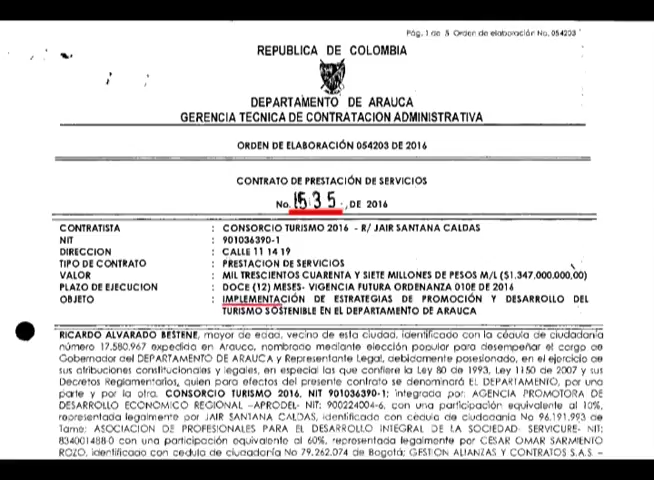 Pág. 1 de 5 Orden de elaboración No. 054203
REPUBLICA DE COLOMBIA
DEPARTAMENTO DE ARAUCA
GERENCIA TECNICA DE CONTRATACION ADMINISTRATIVA
ORDEN DE ELABORACIÓN 054203 DE 2016
CONTRATO DE PRESTACIÓN DE SERVICIOS
No. 1535 , DE 2016
CONTRATISTA : CONSORCIO TURISMO 2016 - R/ JAIR SANTANA CALDAS
NIT : 901036390-1
DIRECCION : CALLE 11 14 19
TIPO DE CONTRATO : PRESTACION DE SERVICIOS
VALOR : MIL TRESCIENTOS CUARENTA Y SIETE MILLONES DE PESOS M/L ($1.347.000.000,00)
PLAZO DE EJECUCION : DOCE (12) MESES- VIGENCIA FUTURA ORDENANZA 010E DE 2016
OBJETO : IMPLEMENTACIÓN DE ESTRATEGIAS DE PROMOCIÓN Y DESARROLLO DEL
TURISMO SOSTENIBLE EN EL DEPARTAMENTO DE ARAUCA
RICARDO ALVARADO BESTENE, mayor de edad, vecino de esta ciudad, identificado con la cédula de ciudadanía
número 17.580.967 expedida en Arauca, nombrado mediante elección popular para desempeñar el cargo de
Gobernador del DEPARTAMENTO DE ARAUCA y Representante Legal, debidamente posesionado, en el ejercicio de
sus atribuciones constitucionales y legales, en especial las que confiere la Ley 80 de 1993, Ley 1150 de 2007 y sus
Decretos Reglamentarios, quien para efectos del presente contrato se denominará EL DEPARTAMENTO, por una
parte y por la otra, CONSORCIO TURISMO 2016, NIT 901036390-1; integrada por: AGENCIA PROMOTORA DE
DESARROLLO ECONOMICO REGIONAL -APRODEL- NIT: 900224004-6, con una participación equivalente al 10%,
representada legalmente por JAIR SANTANA CALDAS, identificado con cédula de ciudadanía No 96.191.993 de
Tame; ASOCIACION DE PROFESIONALES PARA EL DESARROLLO INTEGRAL DE LA SOCIEDAD- SERVICURE- NIT:
834001488-0 con una participación equivalente al 60%, representada legalmente por CESAR OMAR SARMIENTO
ROZO, identificado con cedula de ciudadanía No 79.262.074 de Bogotá; GESTION ALIANZAS Y CONTRATOS S.A.S –